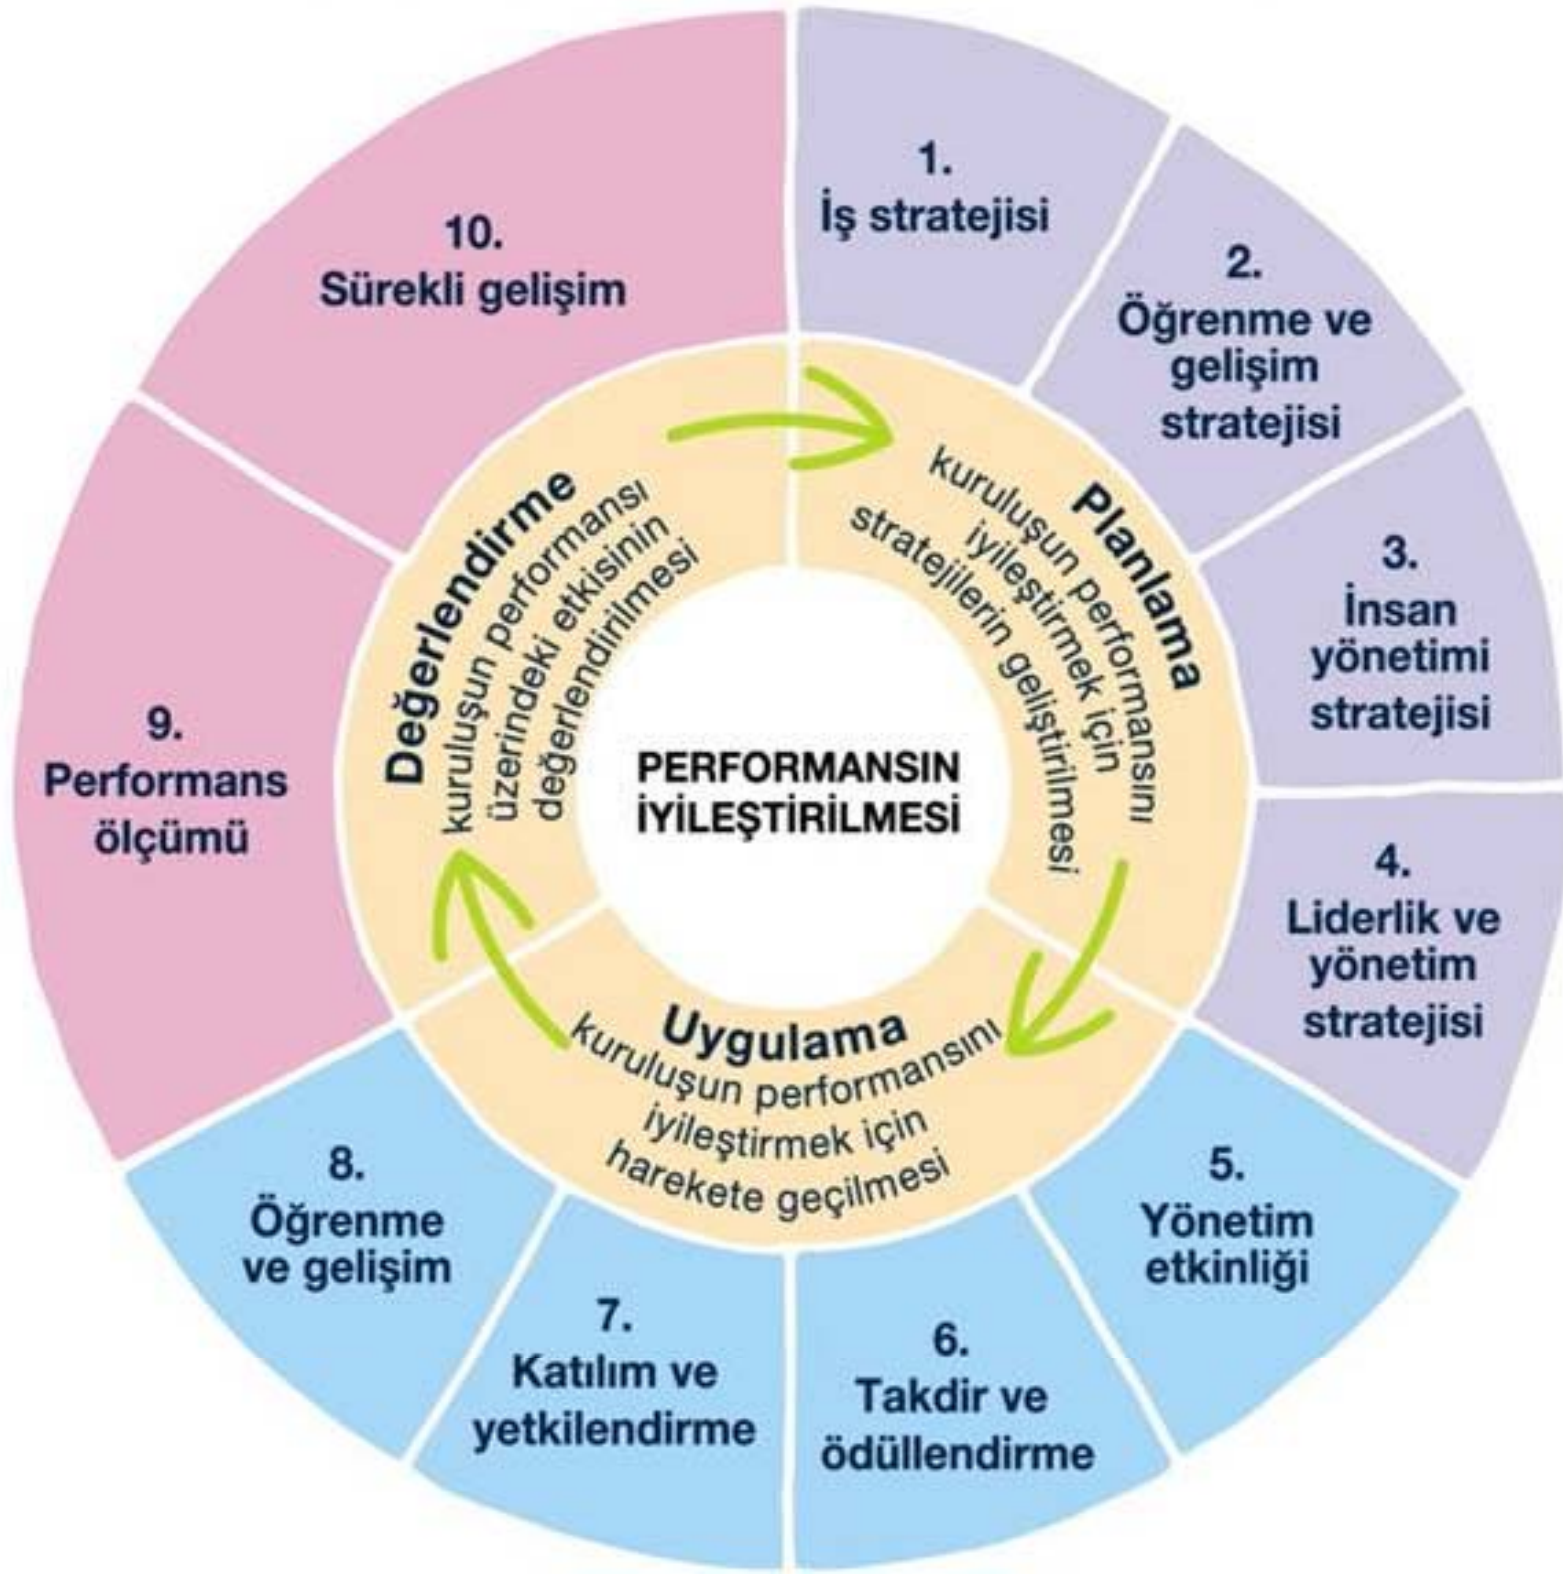 1.
İş stratejisi
2.
Öğrenme ve
gelişim
stratejisi
3.
İnsan
yönetimi
stratejisi
4.
Liderlik ve
yönetim
stratejisi
5.
Yönetim
etkinliği
6.
Takdir ve
ödüllendirme
7.
Katılım ve
yetkilendirme
8.
Öğrenme
ve gelişim
9.
Performans
ölçümü
10.
Sürekli gelişim
Planlama
kuruluşun performansını
iyileştirmek için
stratejilerin geliştirilmesi
Uygulama
kuruluşun performansını
iyileştirmek için
harekete geçilmesi
Değerlendirme
kuruluşun performansı
üzerindeki etkisinin
değerlendirilmesi
PERFORMANSIN
İYİLEŞTİRİLMESİ